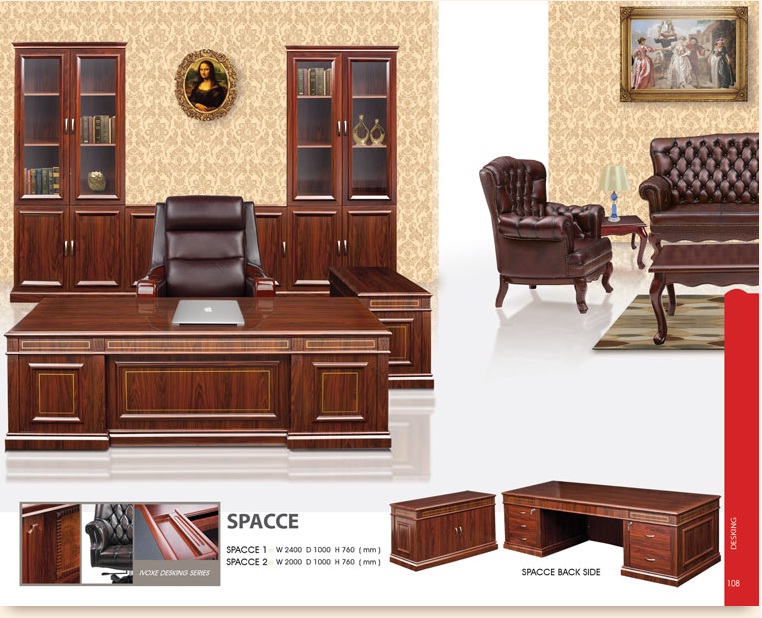 SPACCE
SPACCE 1 W 2400 D 1000 H 760 ( mm )
SPACCE 2 W 2000 D 1000 H 760 ( mm )
IVOXE DESKING SERIES
SPACCE BACK SIDE
DESKING
108